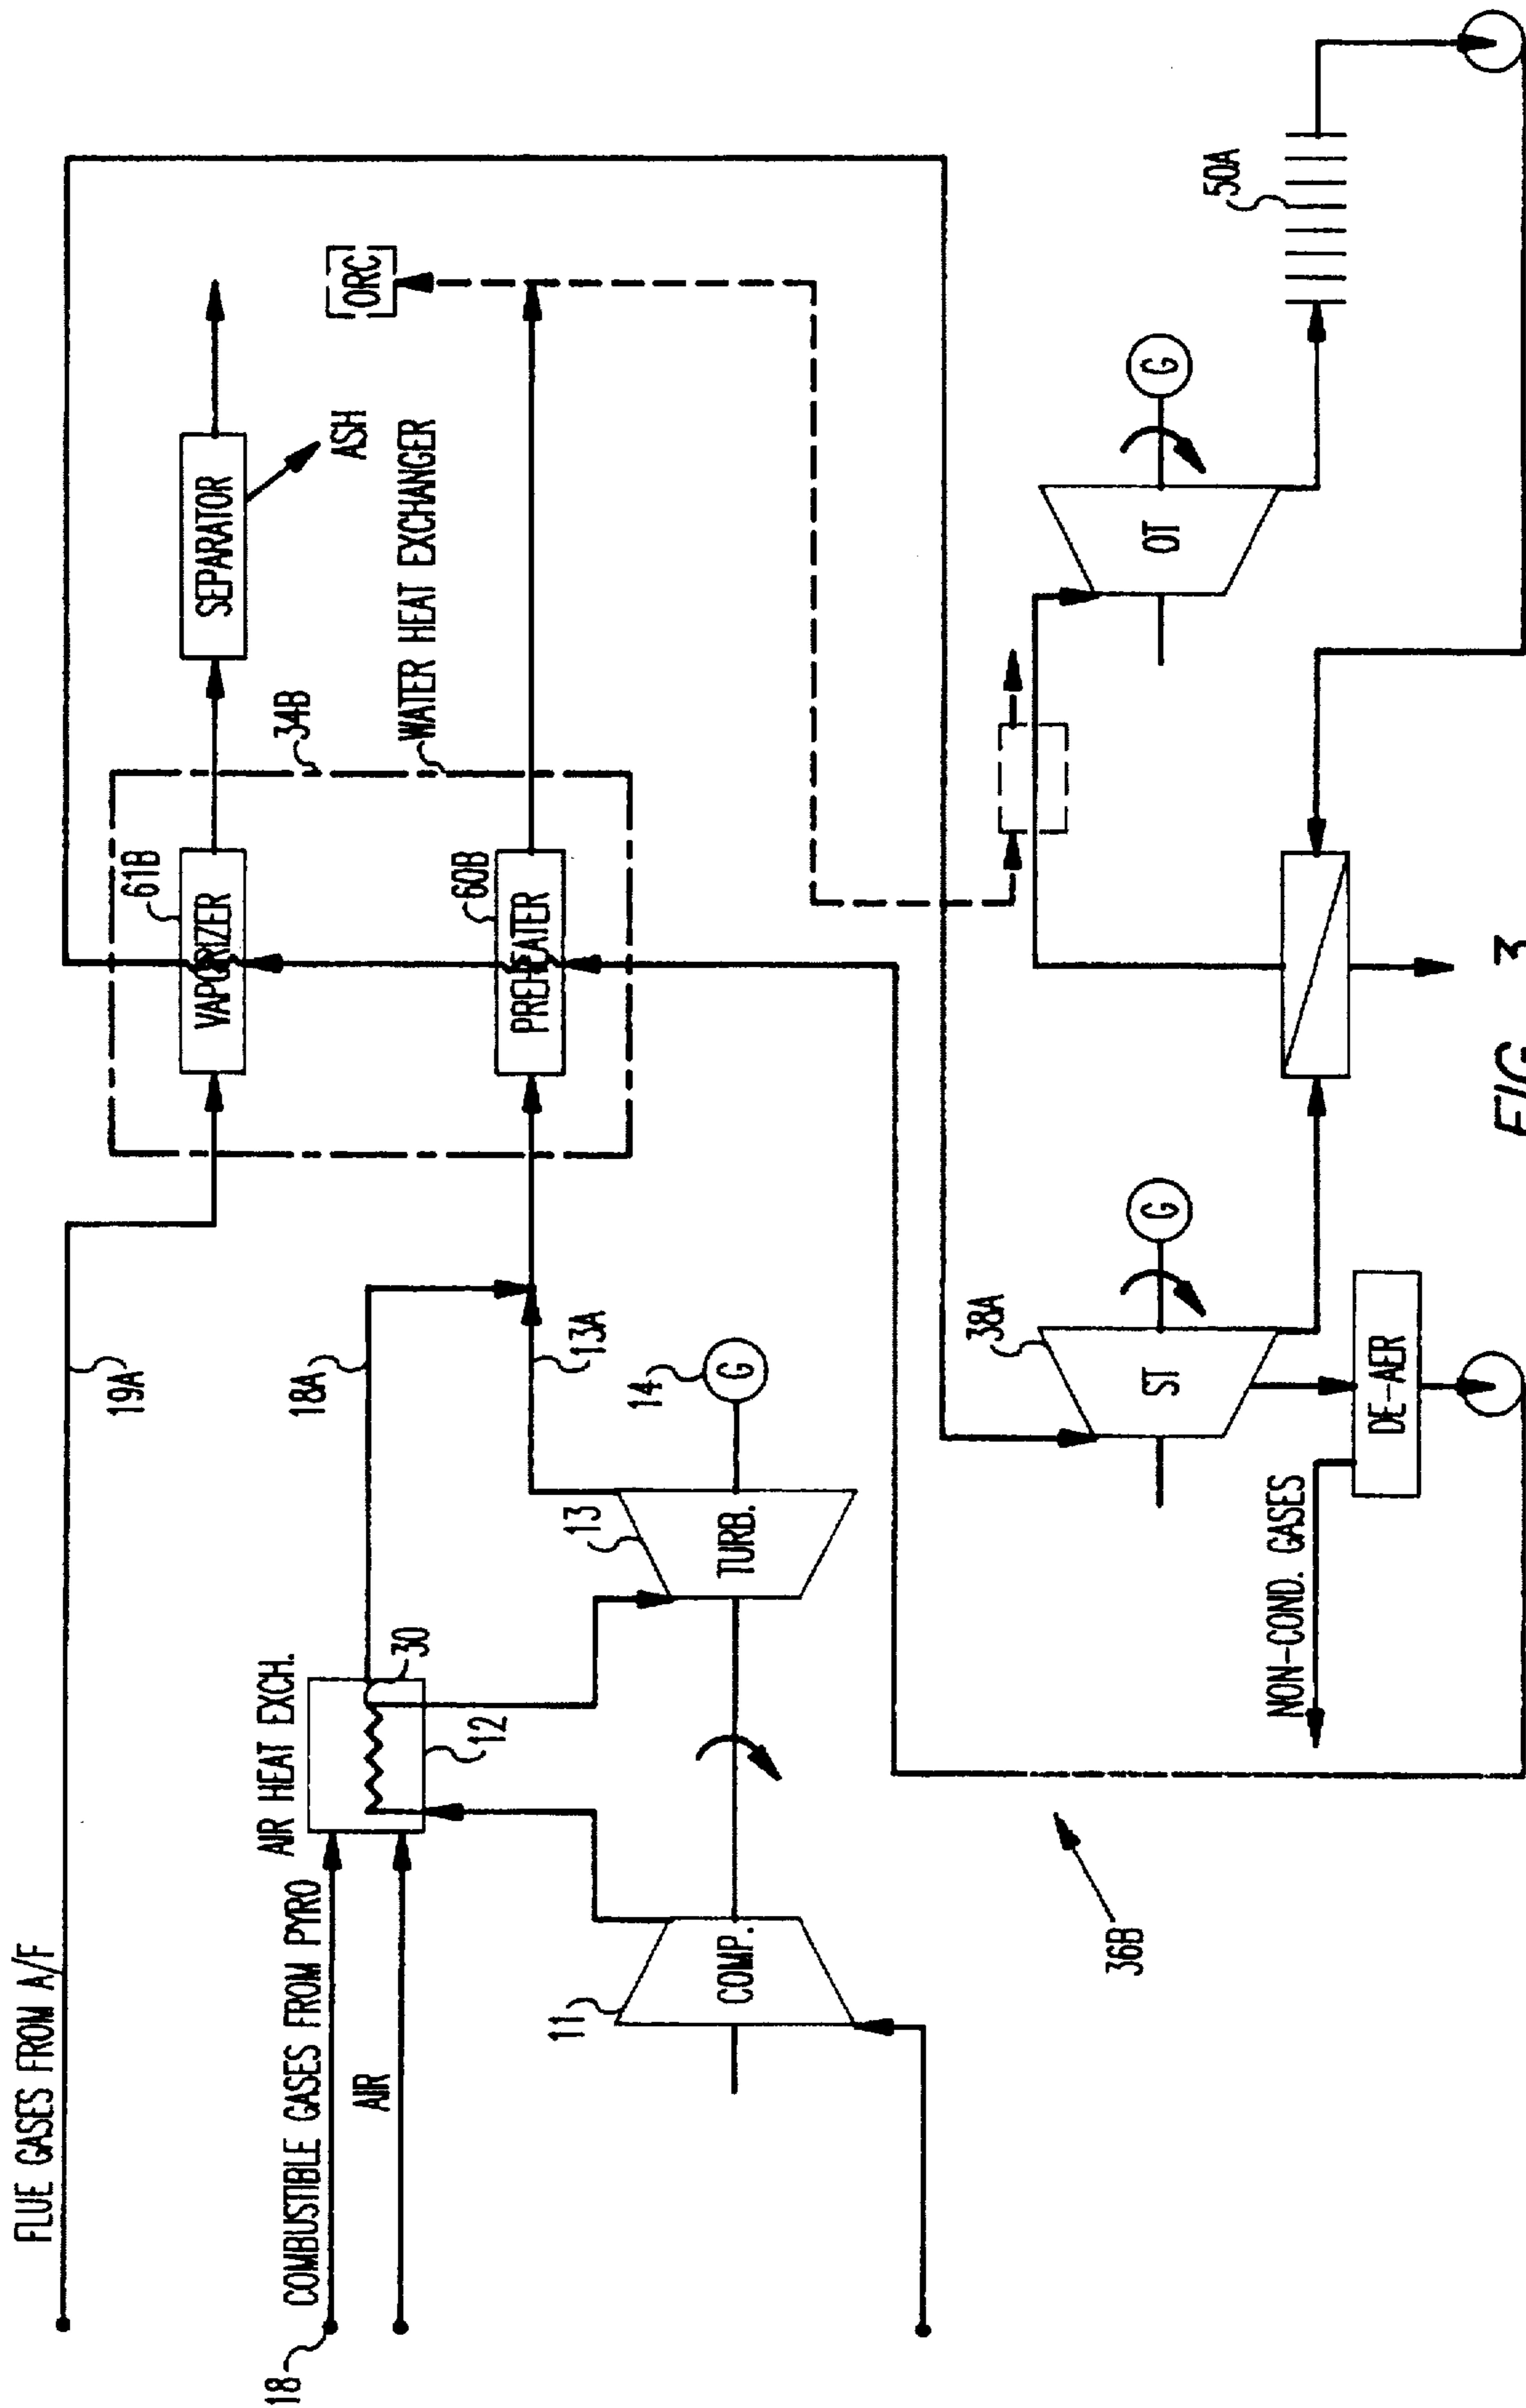 FLUE GASES FROM A/F
19A
18
COMBUSTIBLE GASES FROM PYRO
AIR
AIR HEAT EXCH.
30
12
18A
11
COMP.
13
TURB.
14
G
13A
VAPORIZER
61B
PREHEATER
60B
34B
WATER HEAT EXCHANGER
SEPARATOR
ASH
[ORC]
36B
38A
ST
G
NON-COND. GASES
DE-AER
OT
G
50A
FIG. 3